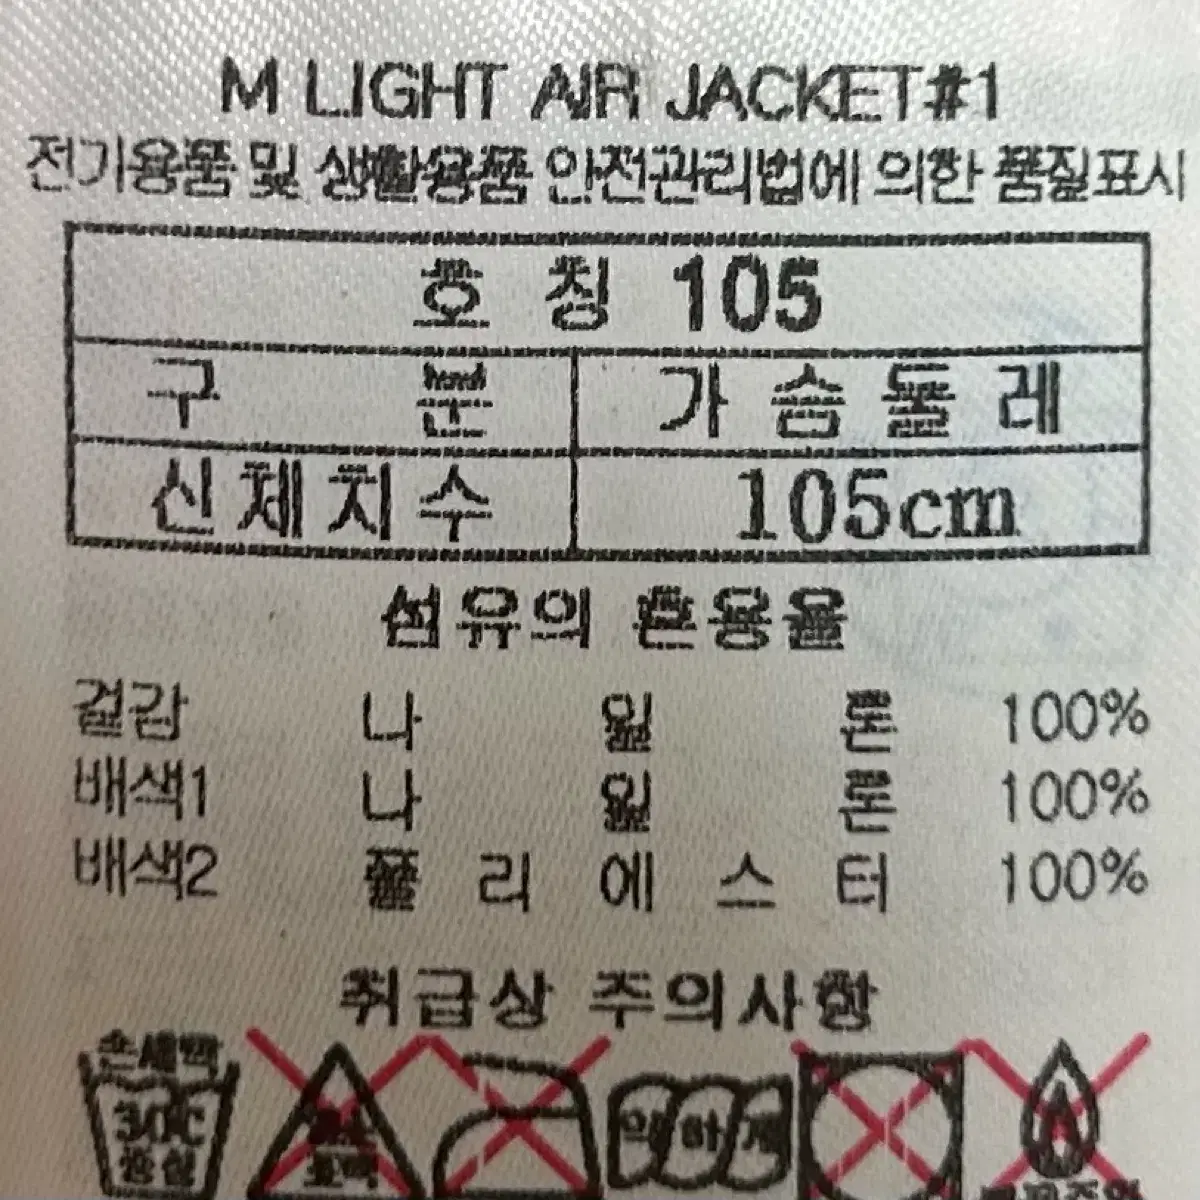 M LIGHT AIR JACKET#1
전기용품 및 생활용품 안전관리법에 의한 품질표시
호 칭 105
구 분 가 슴 둘 레
신 체 치 수 105cm
섬유의 혼용율
겉감 나 일 론 100%
배색1 나 일 론 100%
배색2 폴 리 에 스 터 100%
취급상 주의사항
손세탁
30℃
중성
표백
약하게